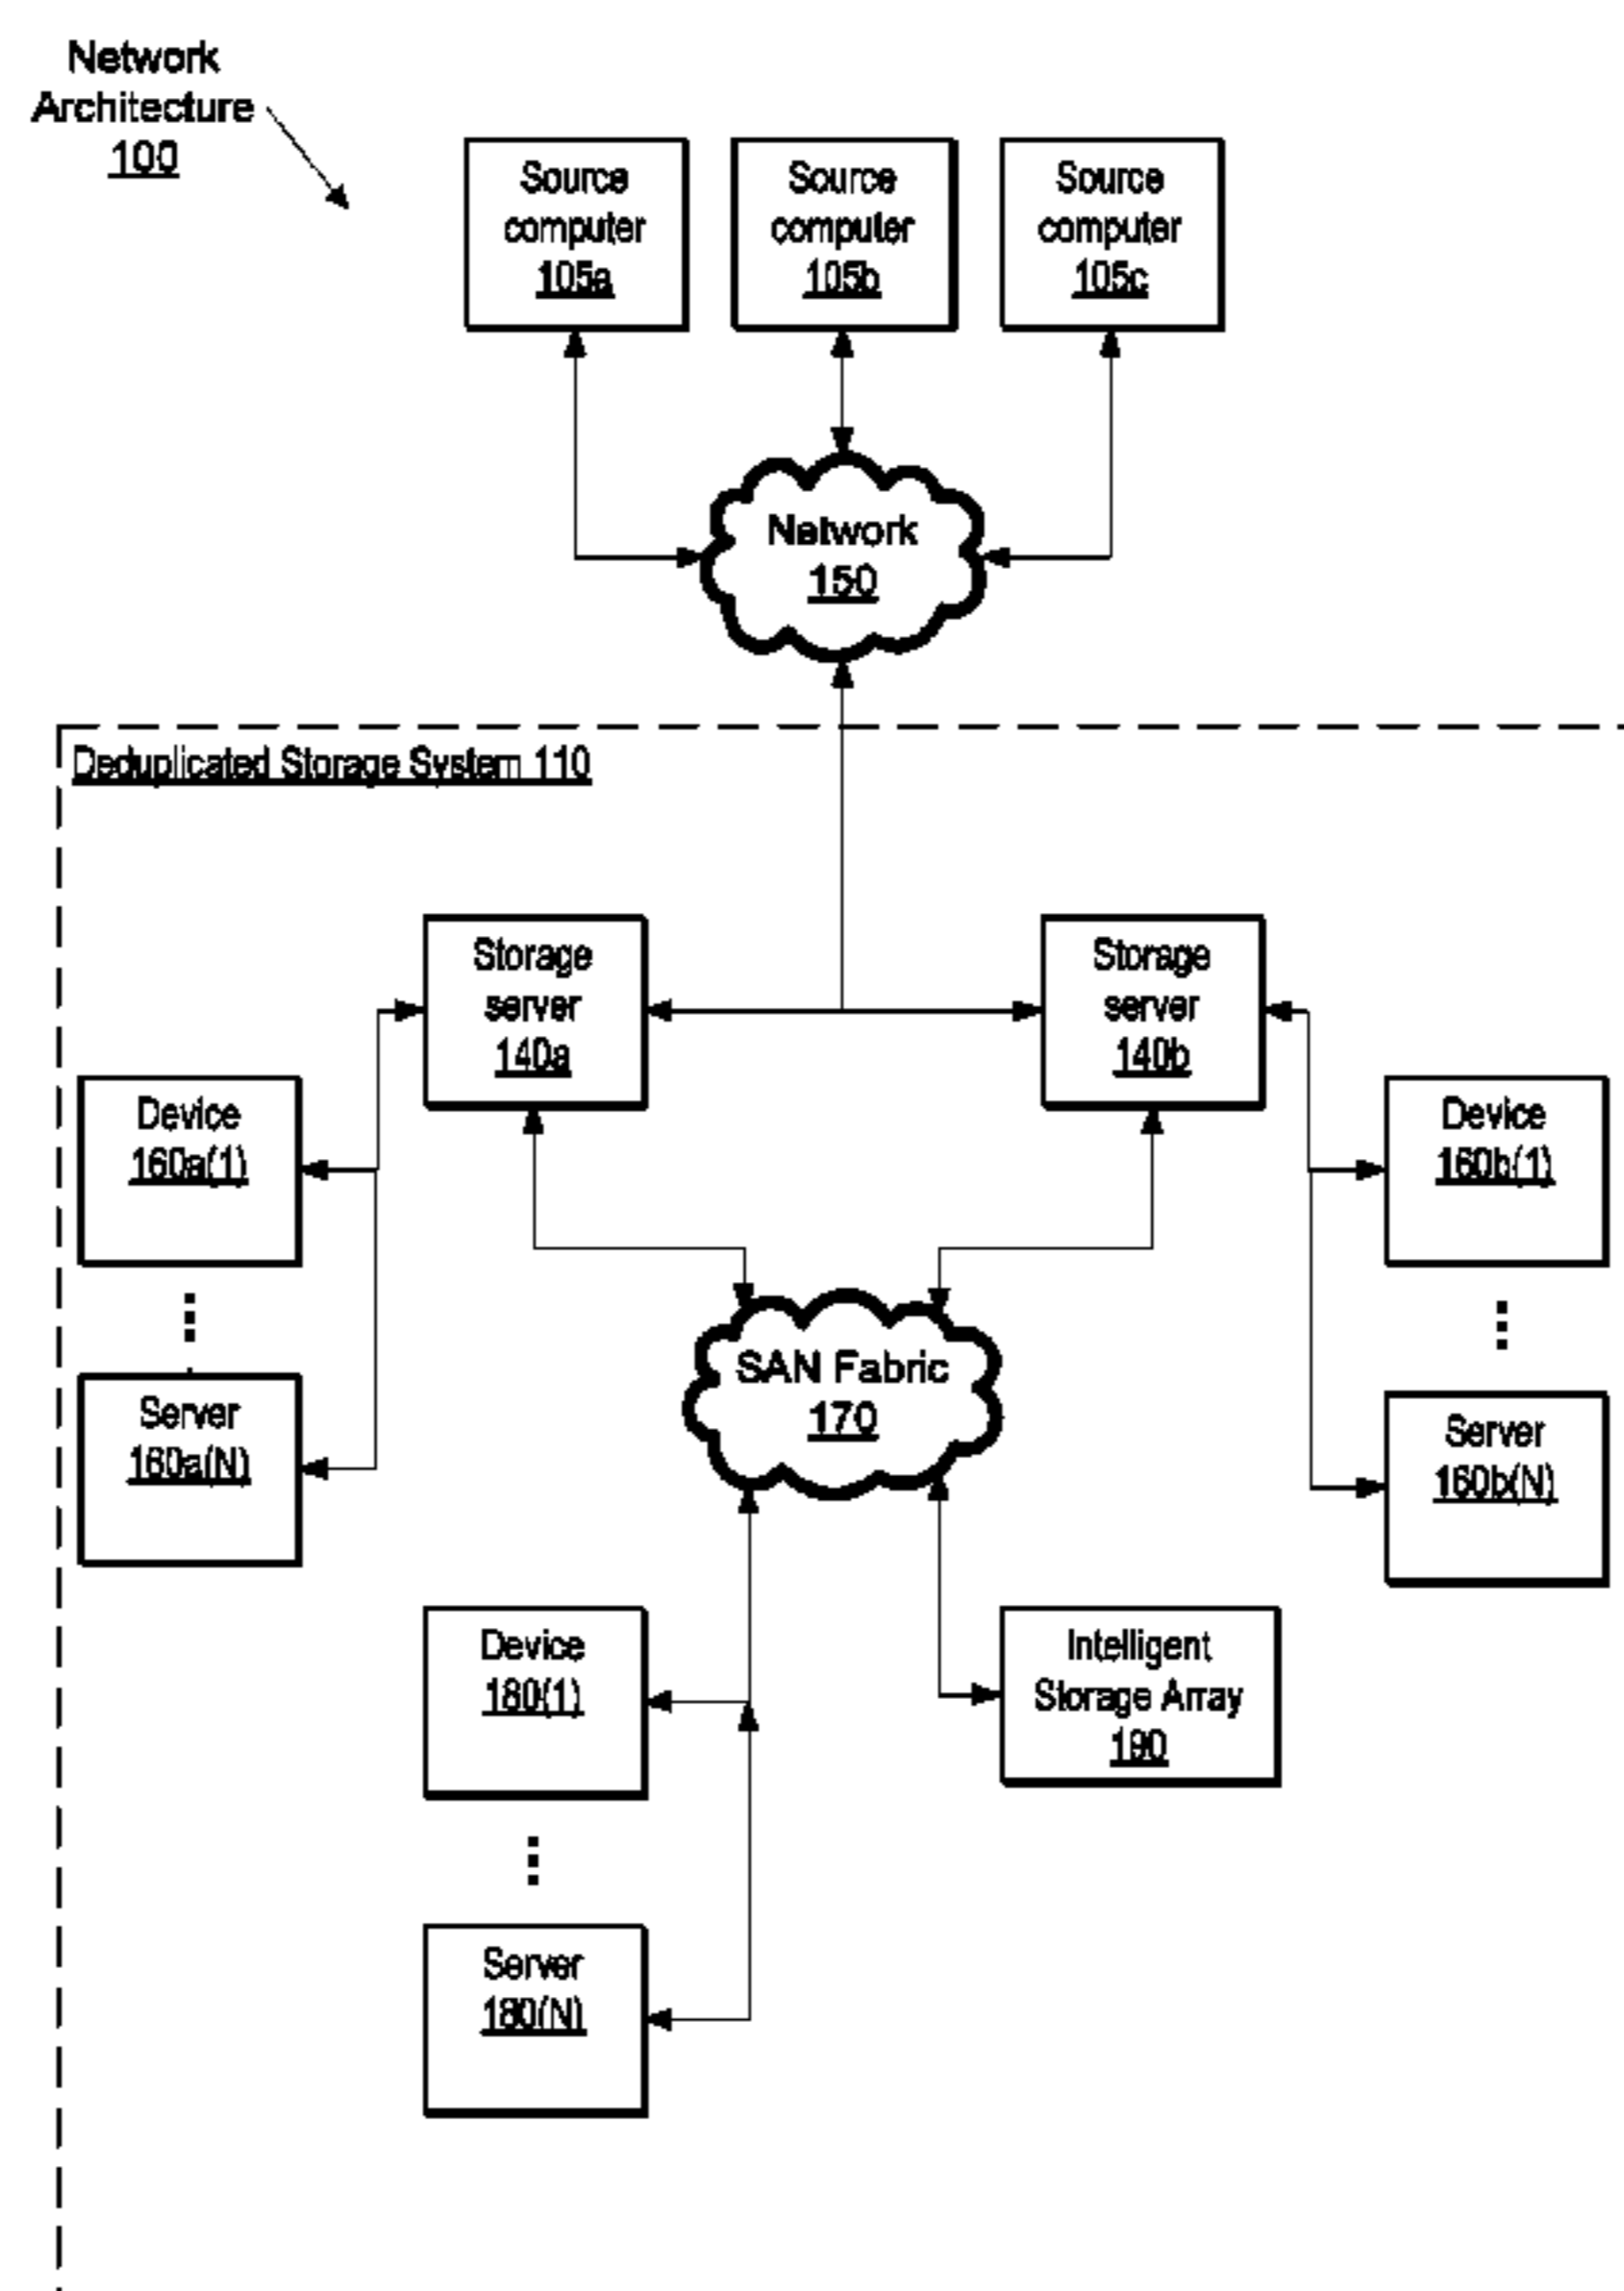 Network
Architecture
100
Source
computer
105a
Source
computer
105b
Source
computer
105c
Network
150
Deduplicated Storage System 110
Storage
server
140a
Storage
server
140b
Device
160a(1)
Device
160b(1)
Server
160a(N)
SAN Fabric
170
Server
160b(N)
Device
180(1)
Intelligent
Storage Array
190
Server
180(N)